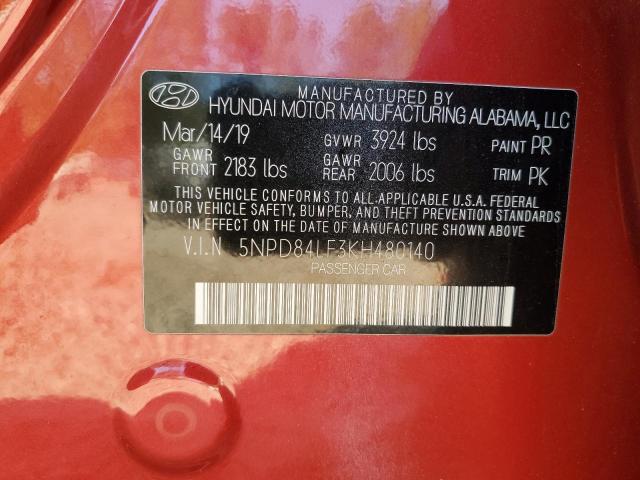 MANUFACTURED BY
HYUNDAI MOTOR MANUFACTURING ALABAMA, LLC
Mar/14/19 GVWR 3924 lbs PAINT PR
GAWR FRONT 2183 lbs GAWR REAR 2006 lbs TRIM PK
THIS VEHICLE CONFORMS TO ALL APPLICABLE U.S.A. FEDERAL
MOTOR VEHICLE SAFETY, BUMPER, AND THEFT PREVENTION STANDARDS
IN EFFECT ON THE DATE OF MANUFACTURE SHOWN ABOVE
V.I.N 5NPD84LF3KH480140
PASSENGER CAR